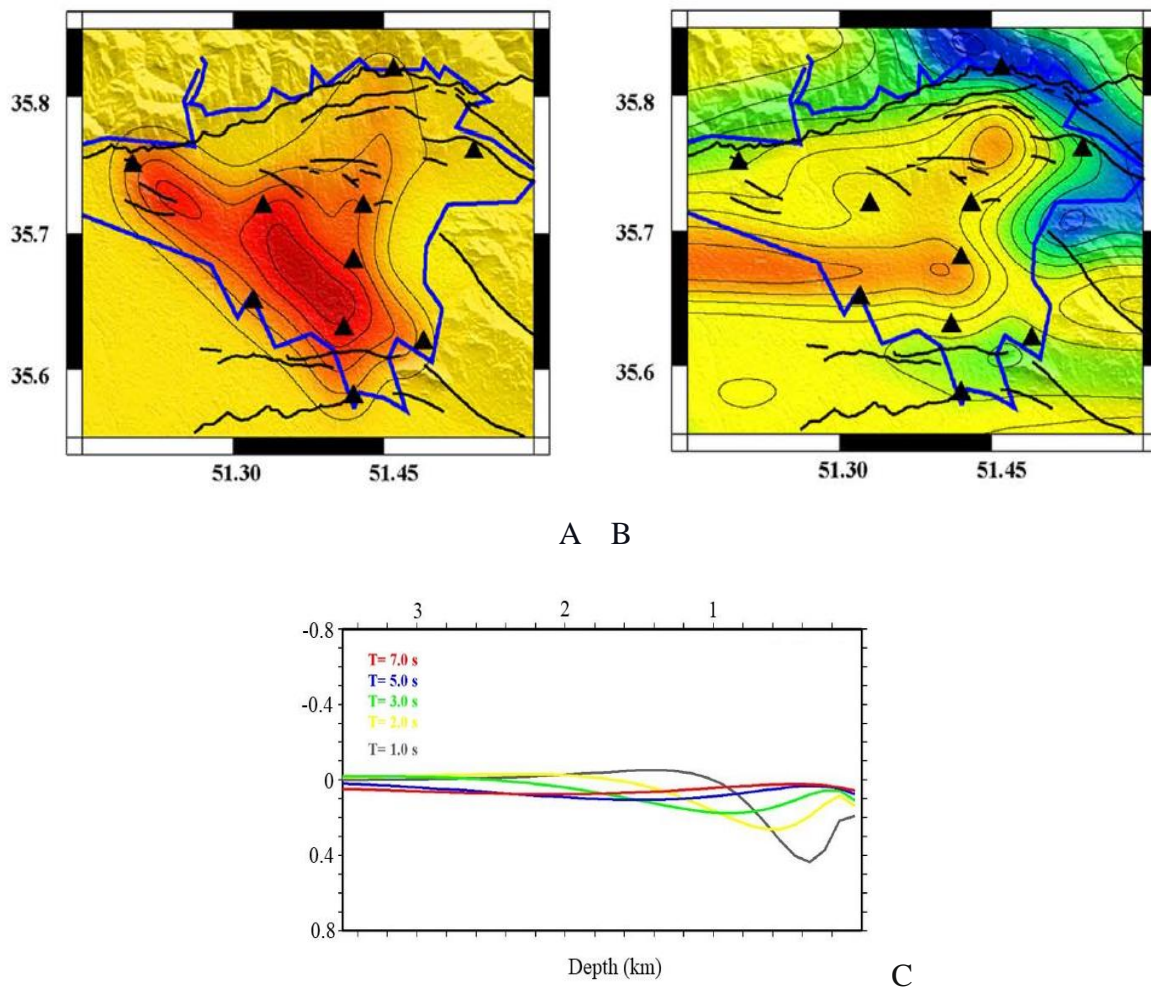 35.8
35.7
35.6
51.30 51.45
35.8
35.7
35.6
51.30 51.45
A B
3 2 1
-0.8
-0.4
0
0.4
0.8
T= 7.0 s
T= 5.0 s
T= 3.0 s
T= 2.0 s
T= 1.0 s
Depth (km)
C